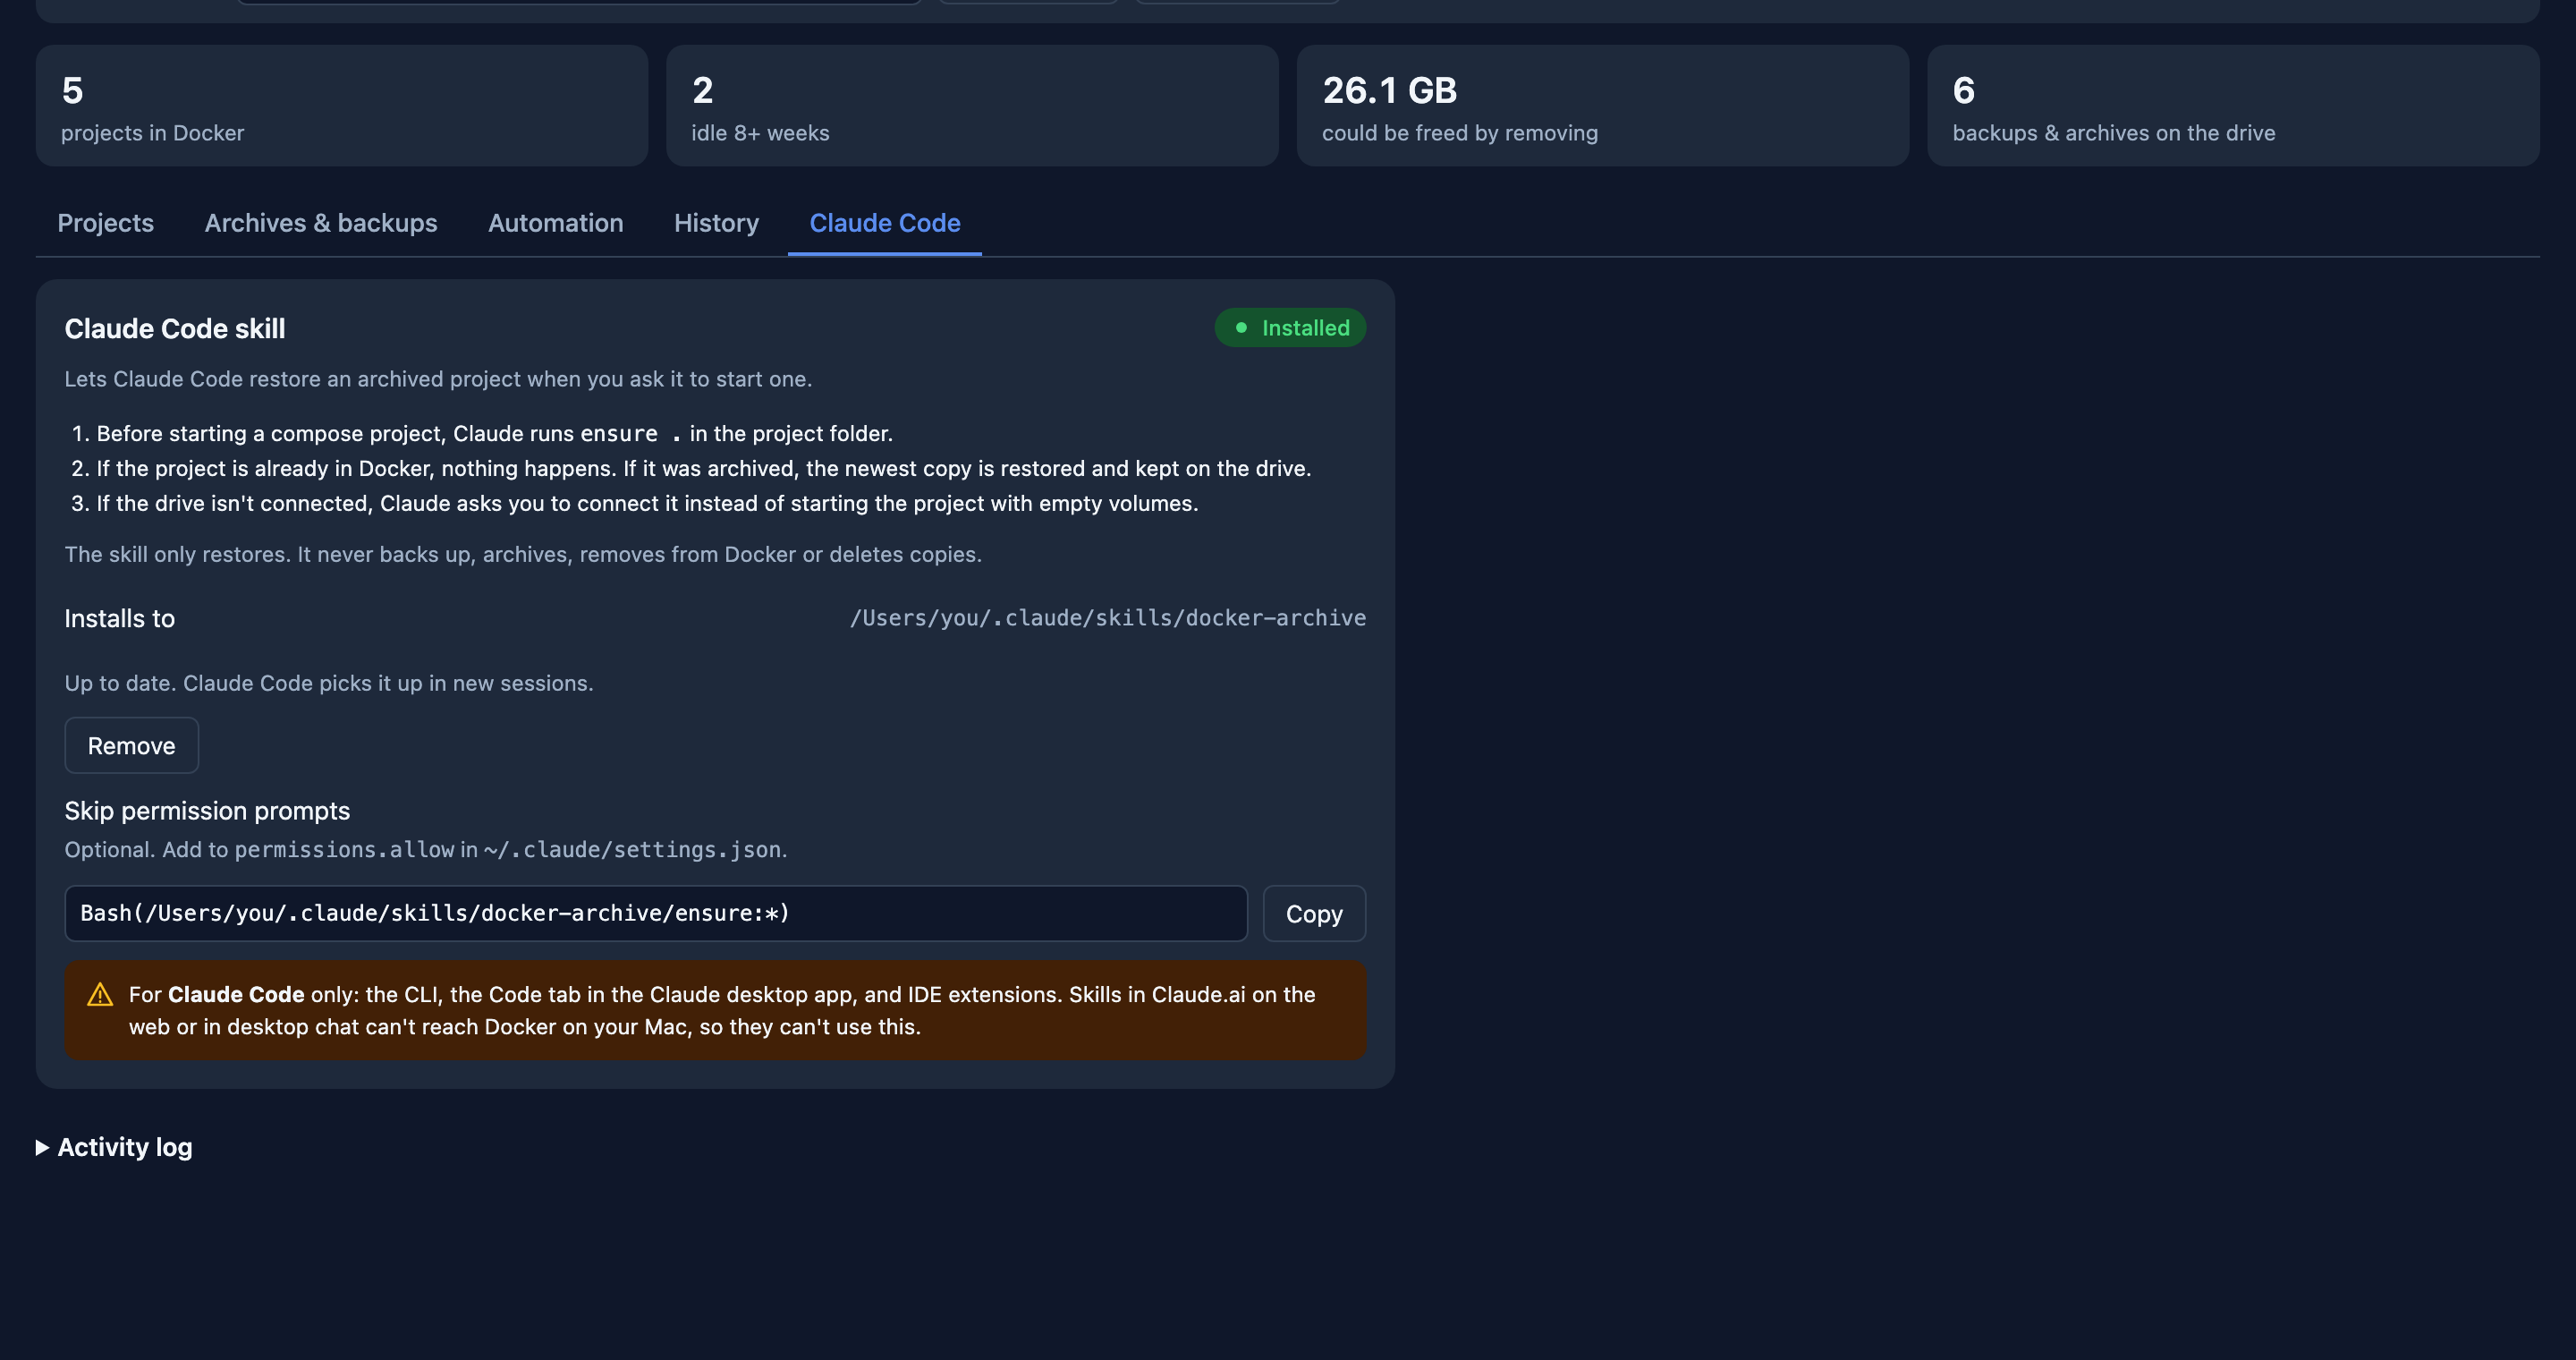 5
projects in Docker
2
idle 8+ weeks
26.1 GB
could be freed by removing
6
backups & archives on the drive
Projects
Archives & backups
Automation
History
Claude Code
Claude Code skill
Installed
Lets Claude Code restore an archived project when you ask it to start one.
1. Before starting a compose project, Claude runs ensure . in the project folder.
2. If the project is already in Docker, nothing happens. If it was archived, the newest copy is restored and kept on the drive.
3. If the drive isn't connected, Claude asks you to connect it instead of starting the project with empty volumes.
The skill only restores. It never backs up, archives, removes from Docker or deletes copies.
Installs to
/Users/you/.claude/skills/docker-archive
Up to date. Claude Code picks it up in new sessions.
Remove
Skip permission prompts
Optional. Add to permissions.allow in ~/.claude/settings.json.
Bash(/Users/you/.claude/skills/docker-archive/ensure:*)
Copy
For Claude Code only: the CLI, the Code tab in the Claude desktop app, and IDE extensions. Skills in Claude.ai on the
web or in desktop chat can't reach Docker on your Mac, so they can't use this.
Activity log